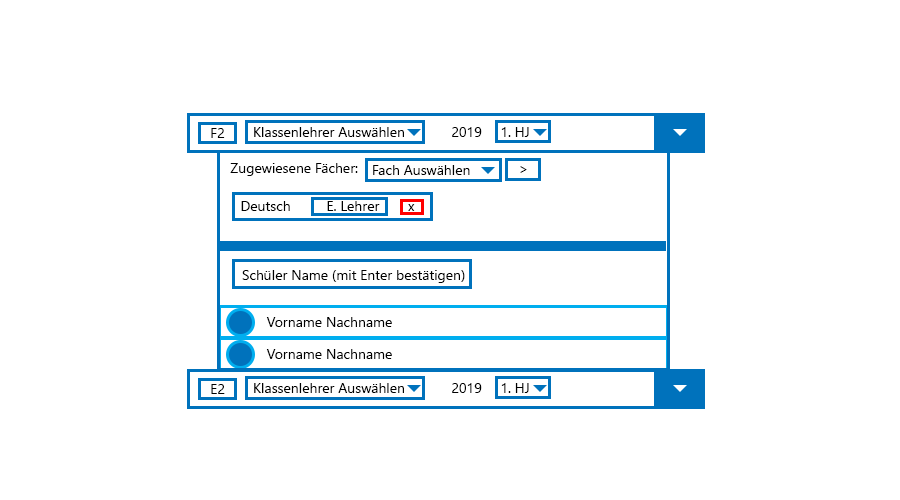 F2 Klassenlehrer Auswählen 2019 1. HJ
Zugewiesene Fächer: Fach Auswählen >
Deutsch E. Lehrer x
Schüler Name (mit Enter bestätigen)
Vorname Nachname
Vorname Nachname
E2 Klassenlehrer Auswählen 2019 1. HJ